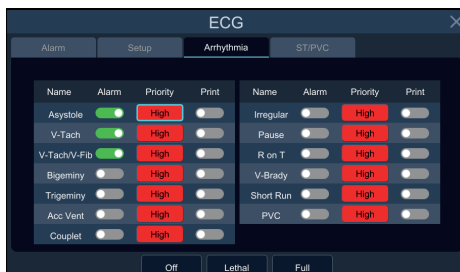 ECG
Alarm Setup Arrhythmia ST/PVC
Name Alarm Priority Print Name Alarm Priority Print
Asystole High Irregular High
V-Tach High Pause High
V-Tach/V-Fib High R on T High
Bigeminy High V-Brady High
Trigeminy High Short Run High
Acc Vent High PVC High
Couplet High
Off Lethal Full